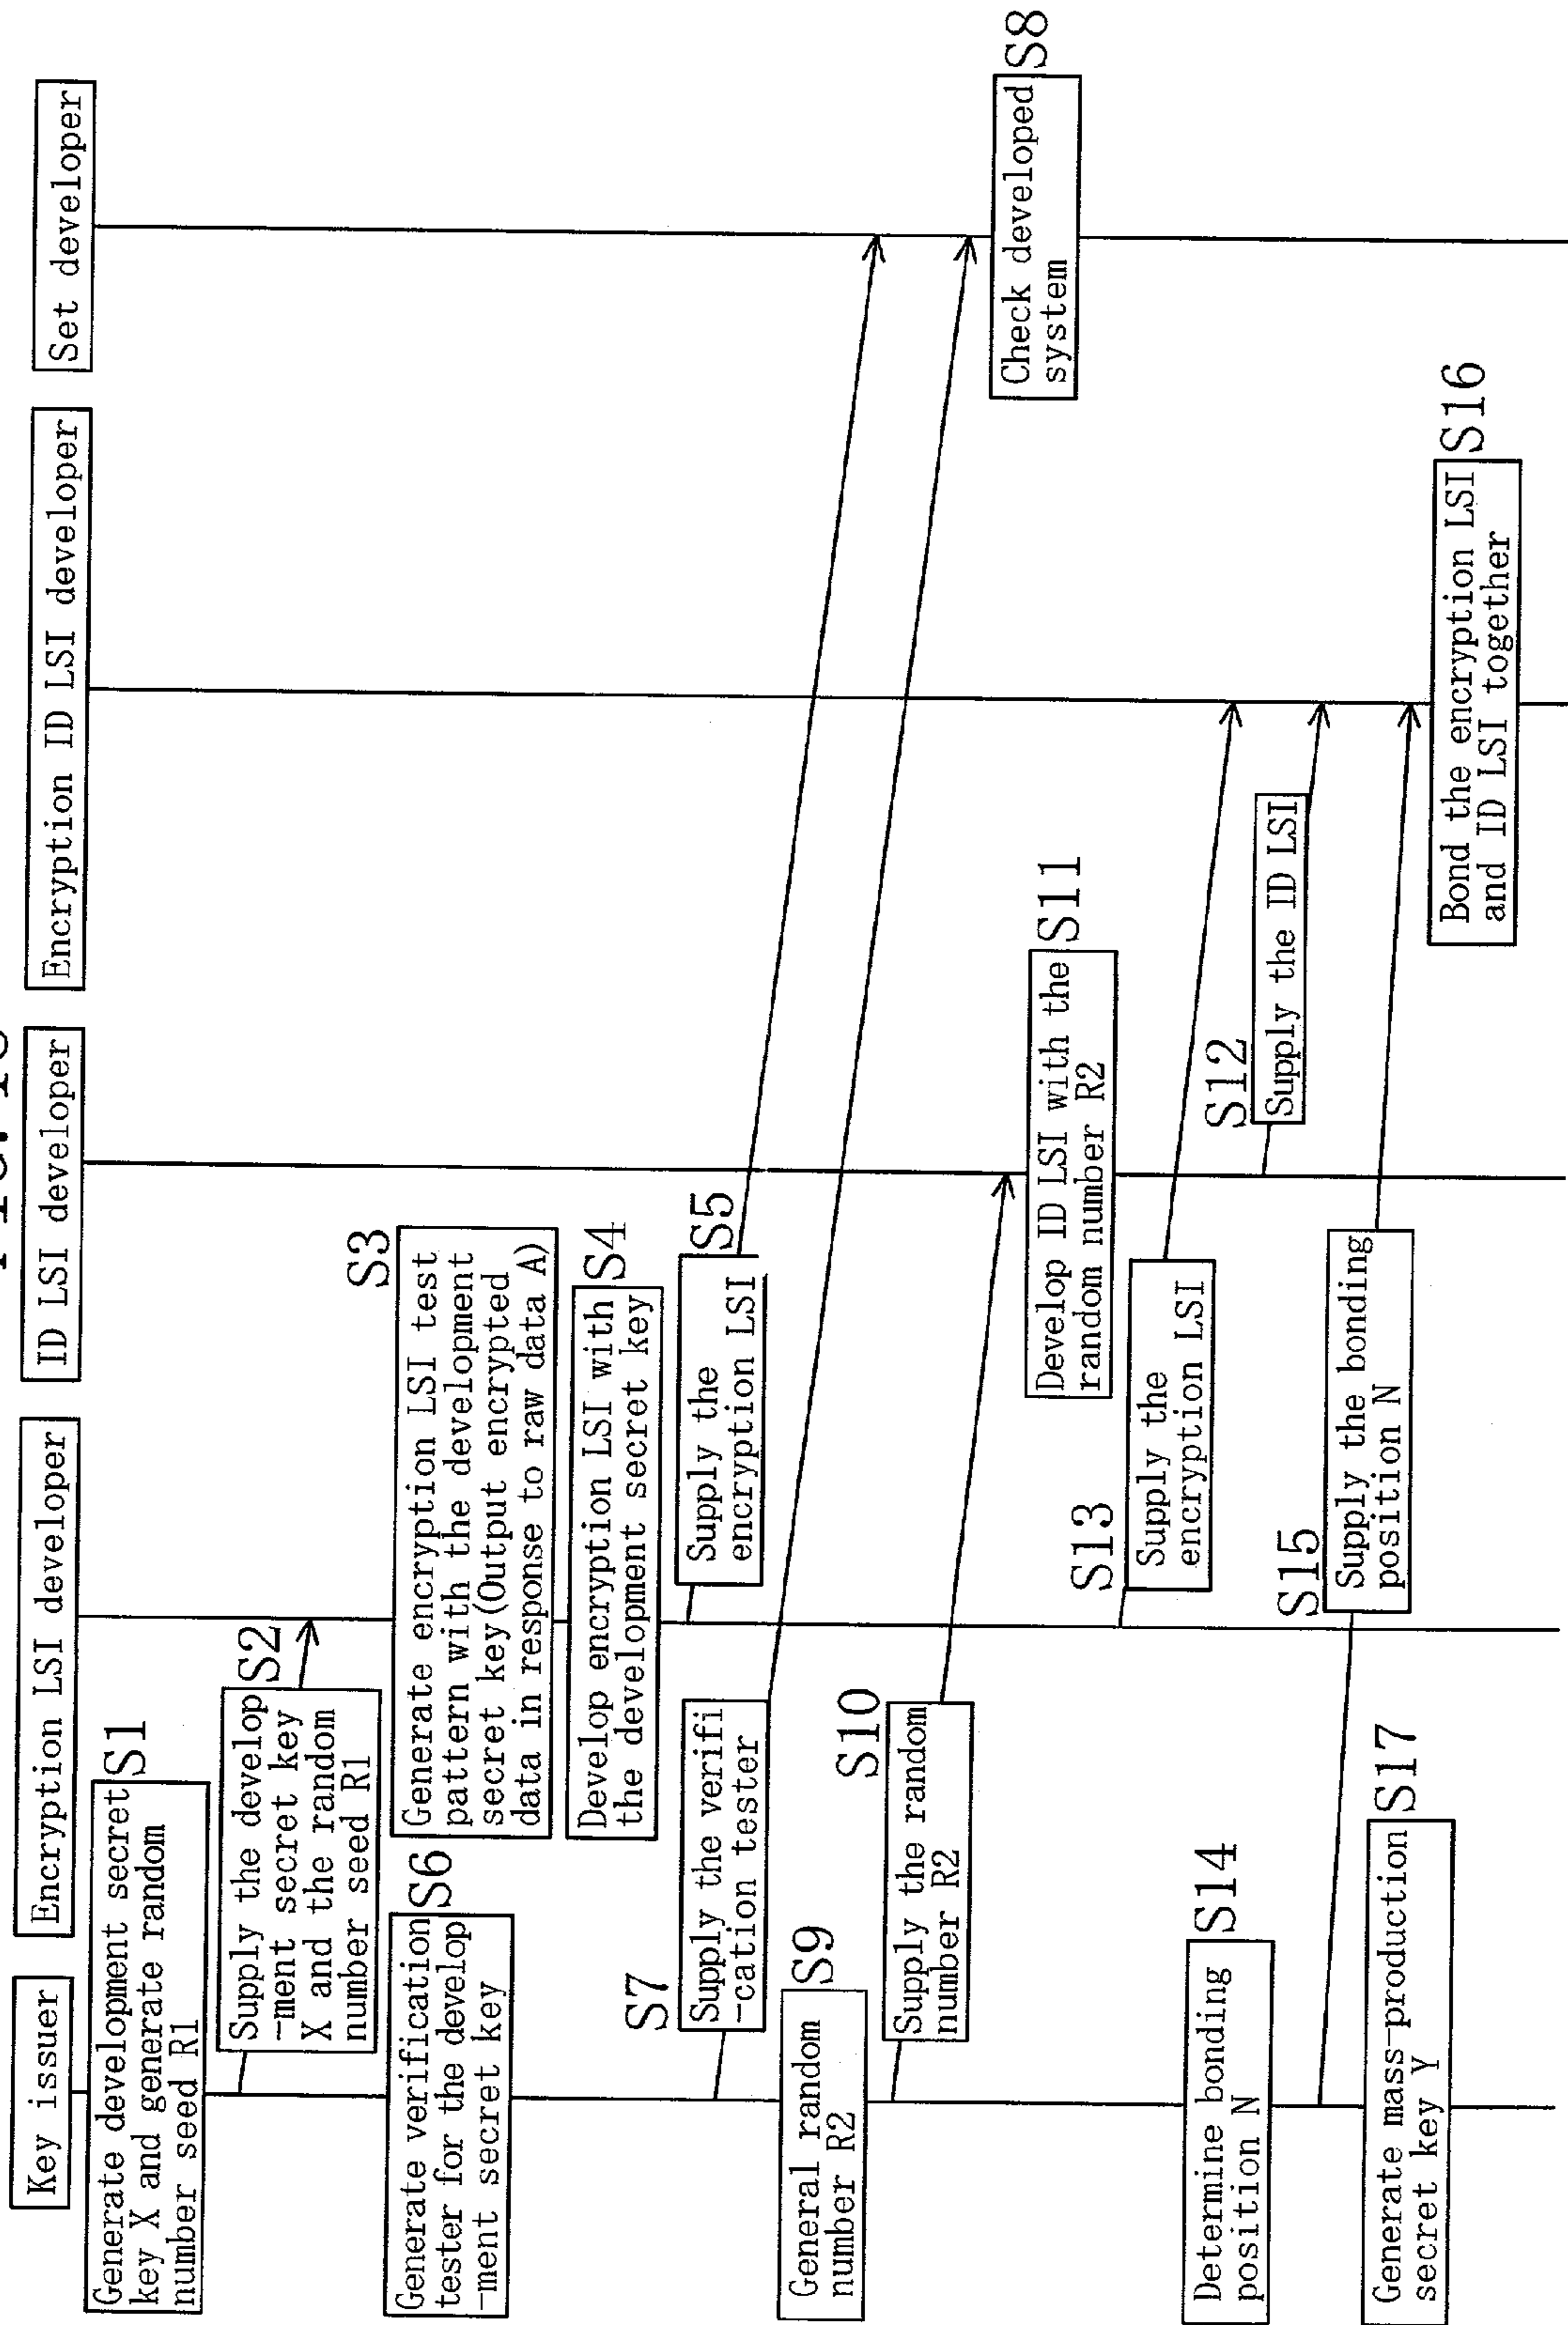 Key issuer
Encryption LSI developer
ID LSI developer
Encryption ID LSI developer
Set developer
Generate development secret
key X and generate random
number seed R1
S1
Supply the develop
-ment secret key
X and the random
number seed R1
S2
S3
Generate encryption LSI test
pattern with the development
secret key(Output encrypted
data in response to raw data A)
Generate verification
tester for the develop
-ment secret key
S6
Develop encryption LSI with
the development secret key
S4
S7
Supply the verifi
-cation tester
Supply the
encryption LSI
S5
General random
number R2
S9
S10
Supply the random
number R2
Check developed
system
S8
Develop ID LSI with the
random number R2
S11
S13
Supply the
encryption LSI
S12
Supply the ID LSI
Determine bonding
position N
S14
S15
Supply the bonding
position N
Generate mass-production
secret key Y
S17
Bond the encryption LSI
and ID LSI together
S16